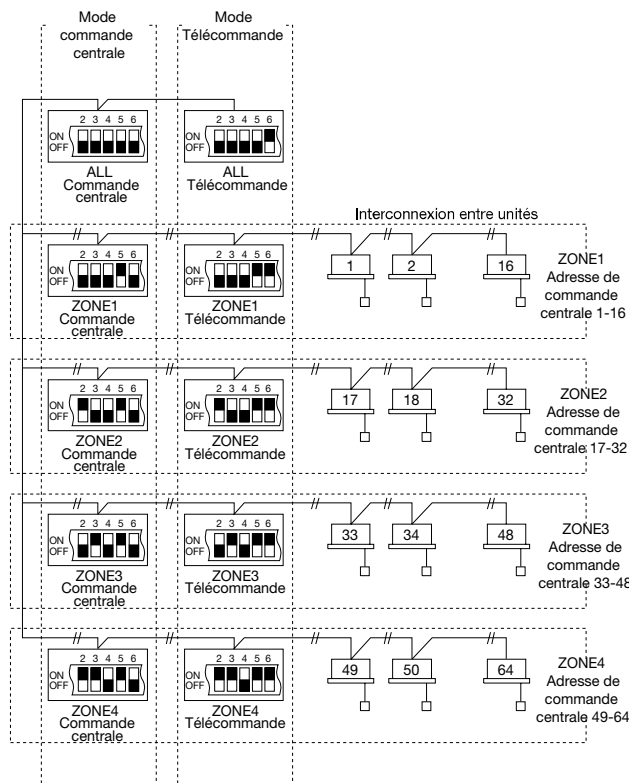 Mode
commande
centrale
Mode
Télécommande
2 3 4 5 6
ON
OFF
ALL
Commande
centrale
2 3 4 5 6
ON
OFF
ALL
Télécommande
Interconnexion entre unités
2 3 4 5 6
ON
OFF
ZONE1
Commande
centrale
2 3 4 5 6
ON
OFF
ZONE1
Télécommande
1
2
16
ZONE1
Adresse de
commande
centrale 1-16
2 3 4 5 6
ON
OFF
ZONE2
Commande
centrale
2 3 4 5 6
ON
OFF
ZONE2
Télécommande
17
18
32
ZONE2
Adresse de
commande
centrale 17-32
2 3 4 5 6
ON
OFF
ZONE3
Commande
centrale
2 3 4 5 6
ON
OFF
ZONE3
Télécommande
33
34
48
ZONE3
Adresse de
commande
centrale 33-48
2 3 4 5 6
ON
OFF
ZONE4
Commande
centrale
2 3 4 5 6
ON
OFF
ZONE4
Télécommande
49
50
64
ZONE4
Adresse de
commande
centrale 49-64